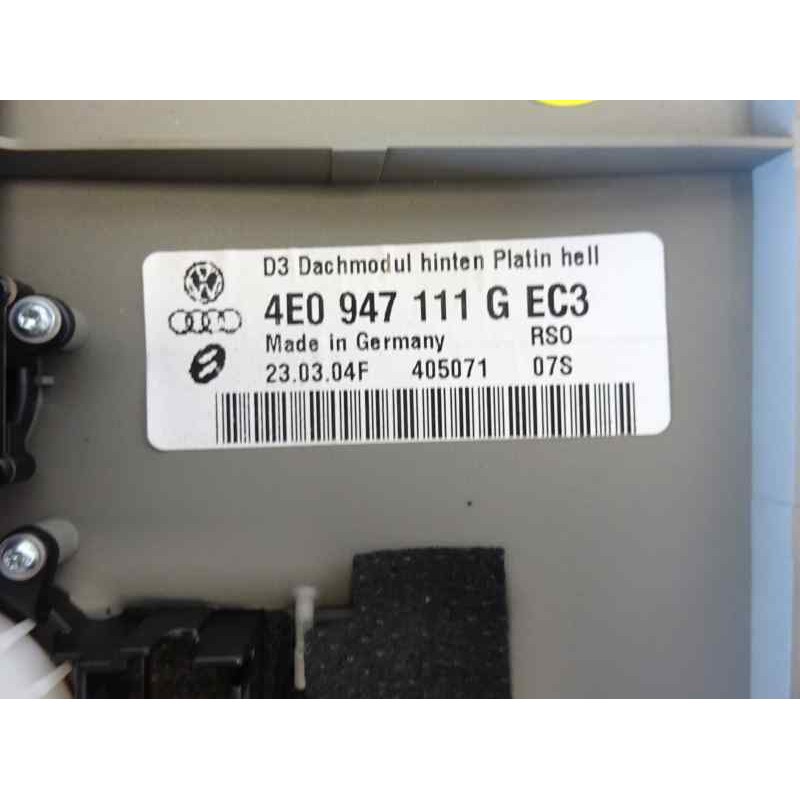 D3 Dachmodul hinten Platin hell
4E0 947 111 G EC3
Made in Germany RSO
23.03.04F 405071 07S